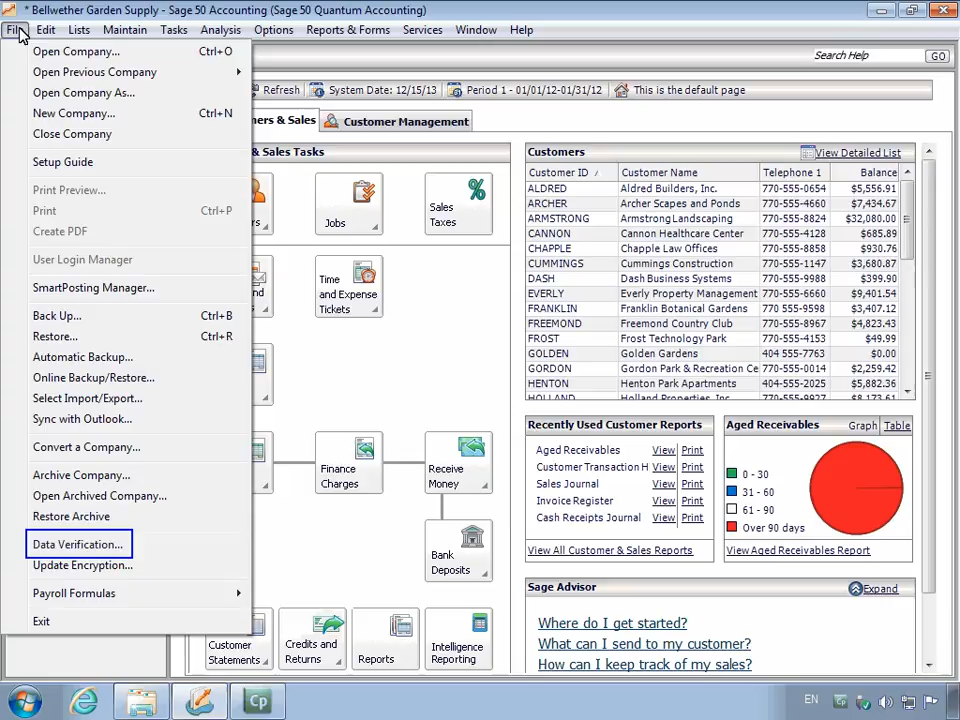 * Bellwether Garden Supply - Sage 50 Accounting (Sage 50 Quantum Accounting)
Edit Lists Maintain Tasks Analysis Options Reports & Forms Services Window Help
Open Company... Ctrl+O
Open Previous Company
Open Company As...
New Company... Ctrl+N
Close Company
Setup Guide
Print Preview...
Print Ctrl+P
Create PDF
User Login Manager
SmartPosting Manager...
Back Up... Ctrl+B
Restore... Ctrl+R
Automatic Backup...
Online Backup/Restore...
Select Import/Export...
Sync with Outlook...
Convert a Company...
Archive Company...
Open Archived Company...
Restore Archive
Data Verification...
Update Encryption...
Payroll Formulas
Exit
Search Help GO
Refresh System Date: 12/15/13 Period 1 - 01/01/12-01/31/12 This is the default page
& Sales Customer Management
& Sales Tasks
Jobs
Sales
Taxes
Time
and Expense
Tickets
Finance
Charges
Receive
Money
Bank
Deposits
Customer
Statements
Credits and
Returns
Reports
Intelligence
Reporting
Customers View Detailed List
Customer ID / Customer Name Telephone 1 Balance
ALDRED Aldred Builders, Inc. 770-555-0654 $5,556.91
ARCHER Archer Scapes and Ponds 770-555-4660 $7,434.67
ARMSTRONG Armstrong Landscaping 770-555-8824 $32,080.00
CANNON Cannon Healthcare Center 770-555-4128 $685.89
CHAPPLE Chapple Law Offices 770-555-8858 $930.76
CUMMINGS Cummings Construction 770-555-1147 $3,680.87
DASH Dash Business Systems 770-555-9988 $399.90
EVERLY Everly Property Management 770-555-6660 $9,401.54
FRANKLIN Franklin Botanical Gardens 770 555-9598 $3,407.12
FREEMOND Freemond Country Club 770-555-8967 $4,823.43
FROST Frost Technology Park 770-555-4153 $49.99
GOLDEN Golden Gardens 404 555-7763 $0.00
GORDON Gordon Park & Recreation Ce 770-555-0014 $2,259.42
HENTON Henton Park Apartments 404-555-2025 $5,882.36
HOLLAND Holland Properties, Inc. 770-555-9927 $8,173.61
Recently Used Customer Reports
Aged Receivables View Print
Customer Transaction H View Print
Sales Journal View Print
Invoice Register View Print
Cash Receipts Journal View Print
View All Customer & Sales Reports
Aged Receivables Graph Table
0 - 30
31 - 60
61 - 90
Over 90 days
View Aged Receivables Report
Sage Advisor Expand
Where do I get started?
What can I send to my customer?
How can I keep track of my sales?
Cp EN Cp